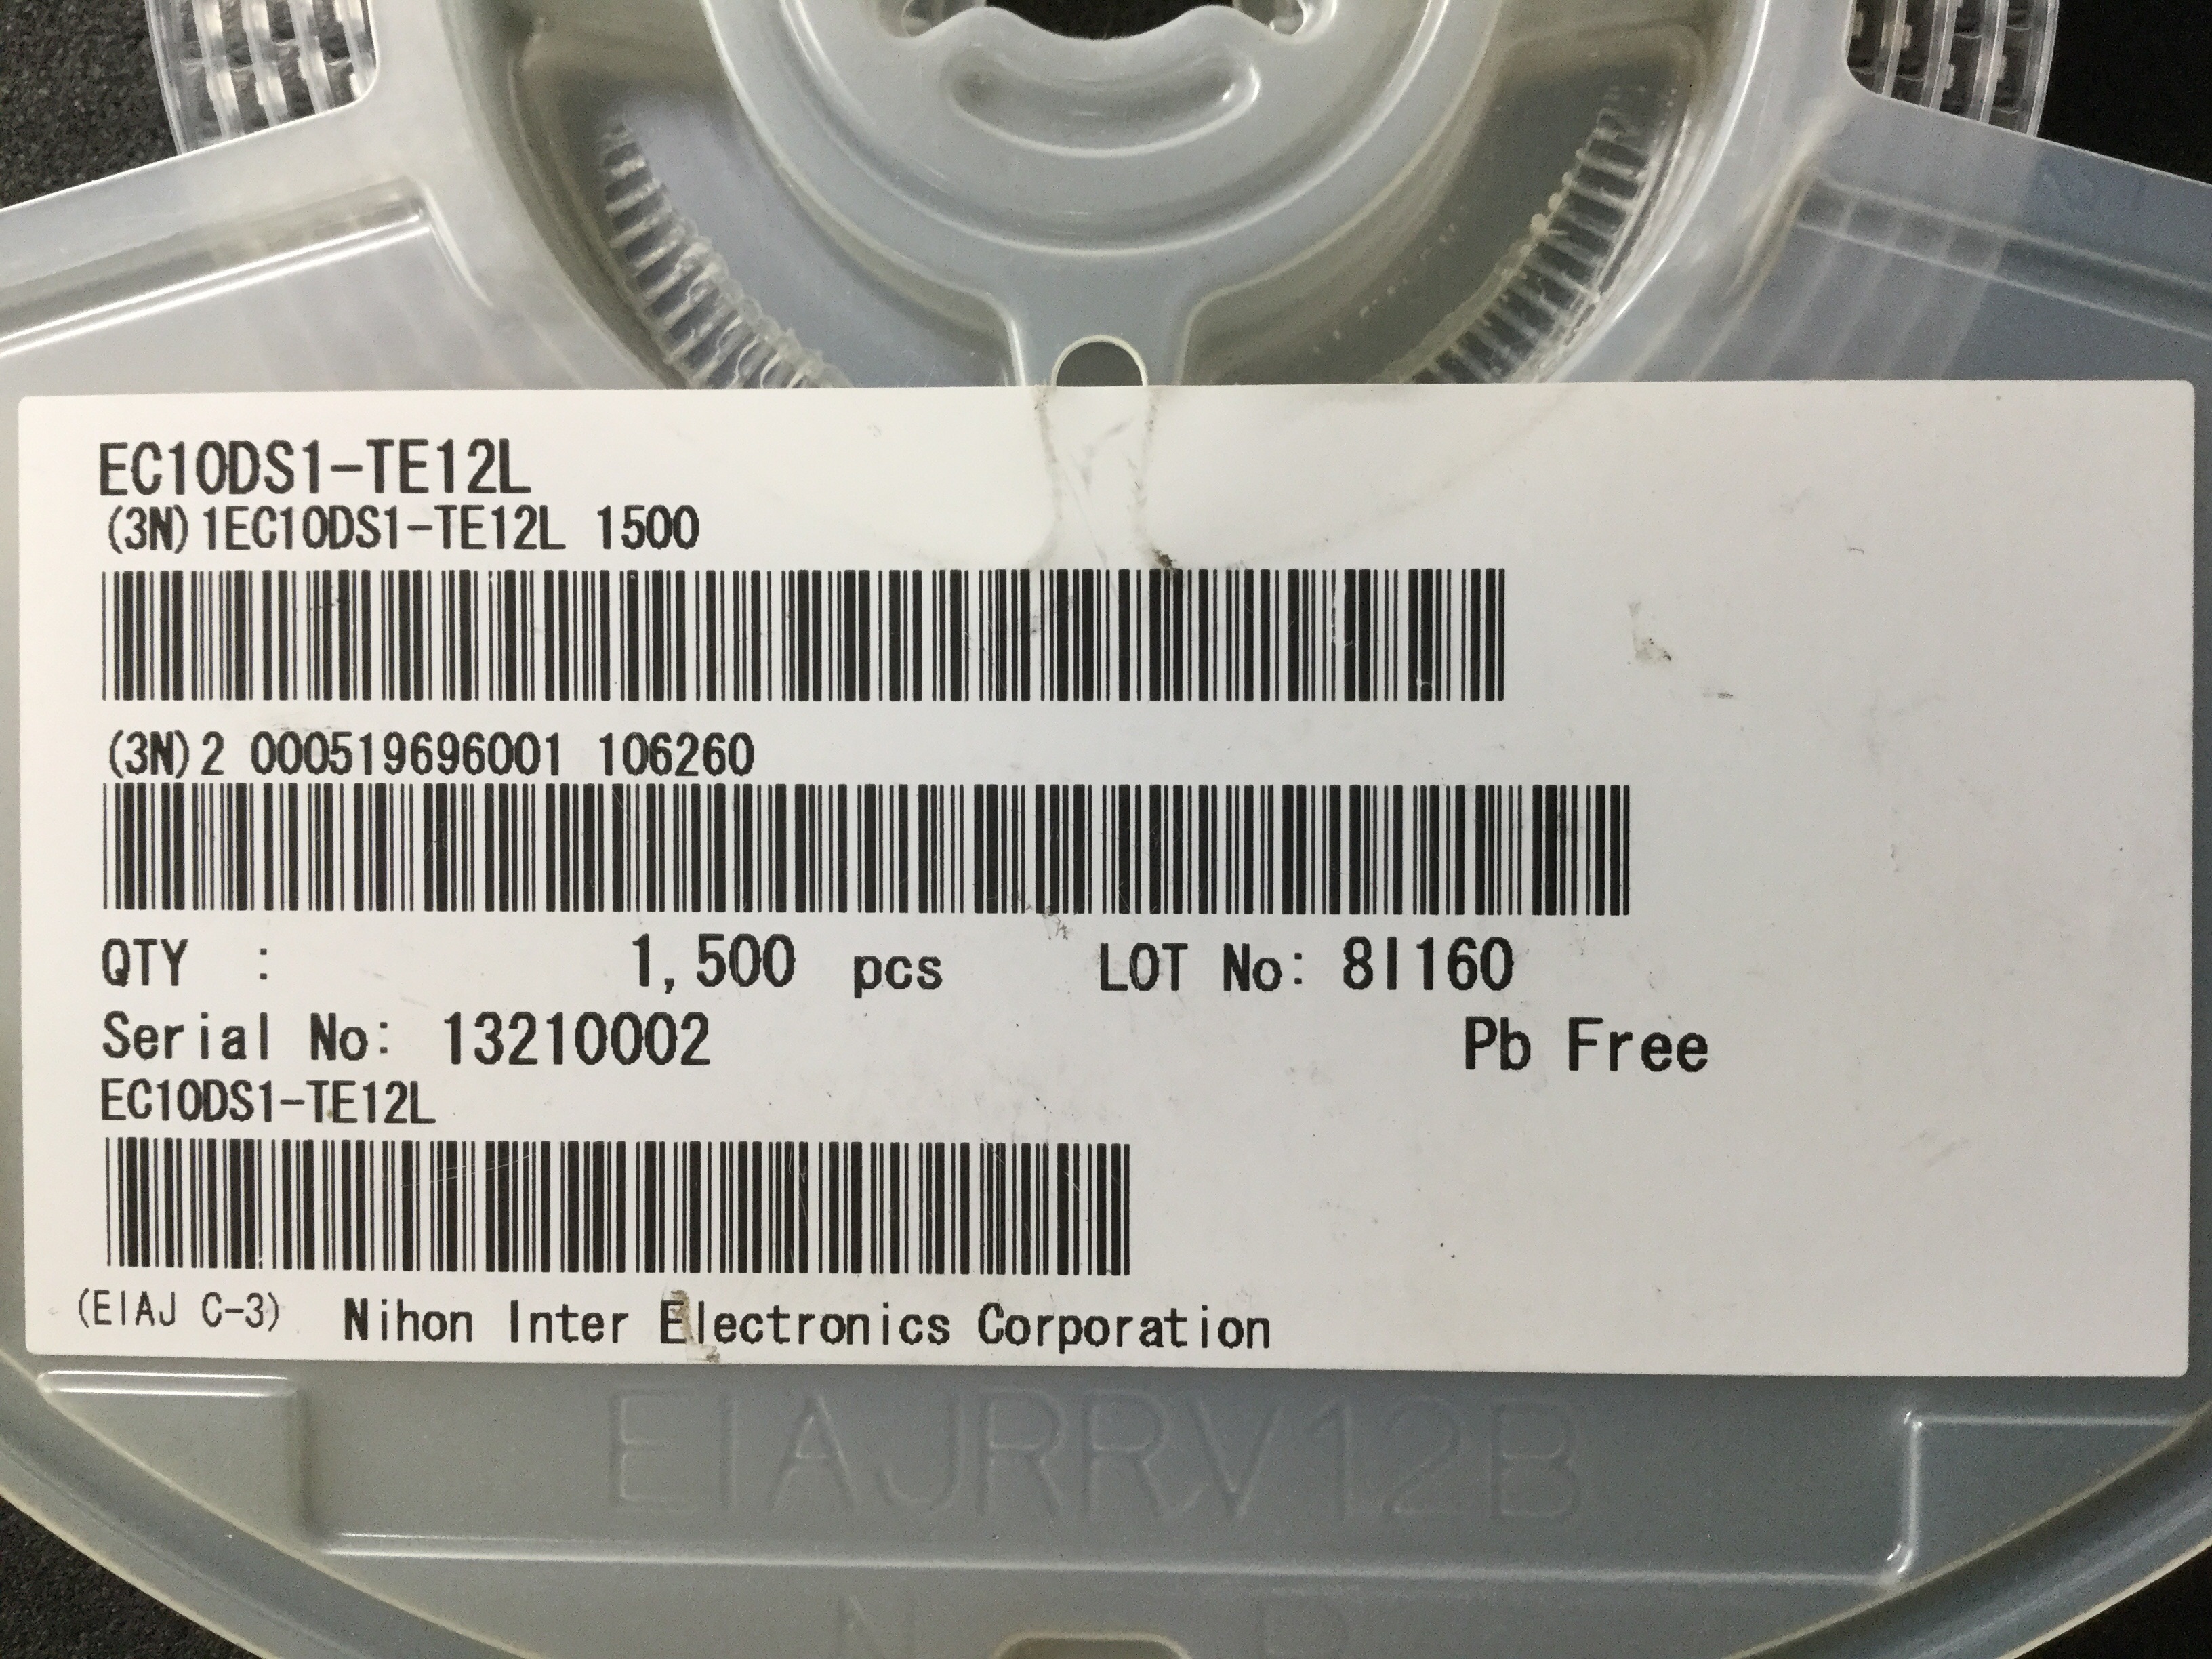 EC10DS1-TE12L
(3N)1EC10DS1-TE12L 1500
(3N)2 000519696001 106260
QTY : 1,500 pcs LOT No: 8I160
Serial No: 13210002 Pb Free
EC10DS1-TE12L
(EIAJ C-3) Nihon Inter Electronics Corporation
EIAJRRV12B